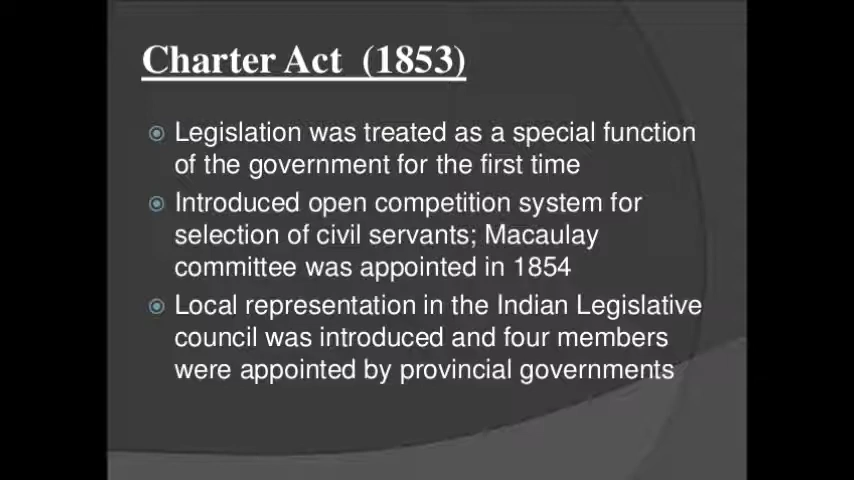 Charter Act (1853)
Legislation was treated as a special function
of the government for the first time
Introduced open competition system for
selection of civil servants; Macaulay
committee was appointed in 1854
Local representation in the Indian Legislative
council was introduced and four members
were appointed by provincial governments